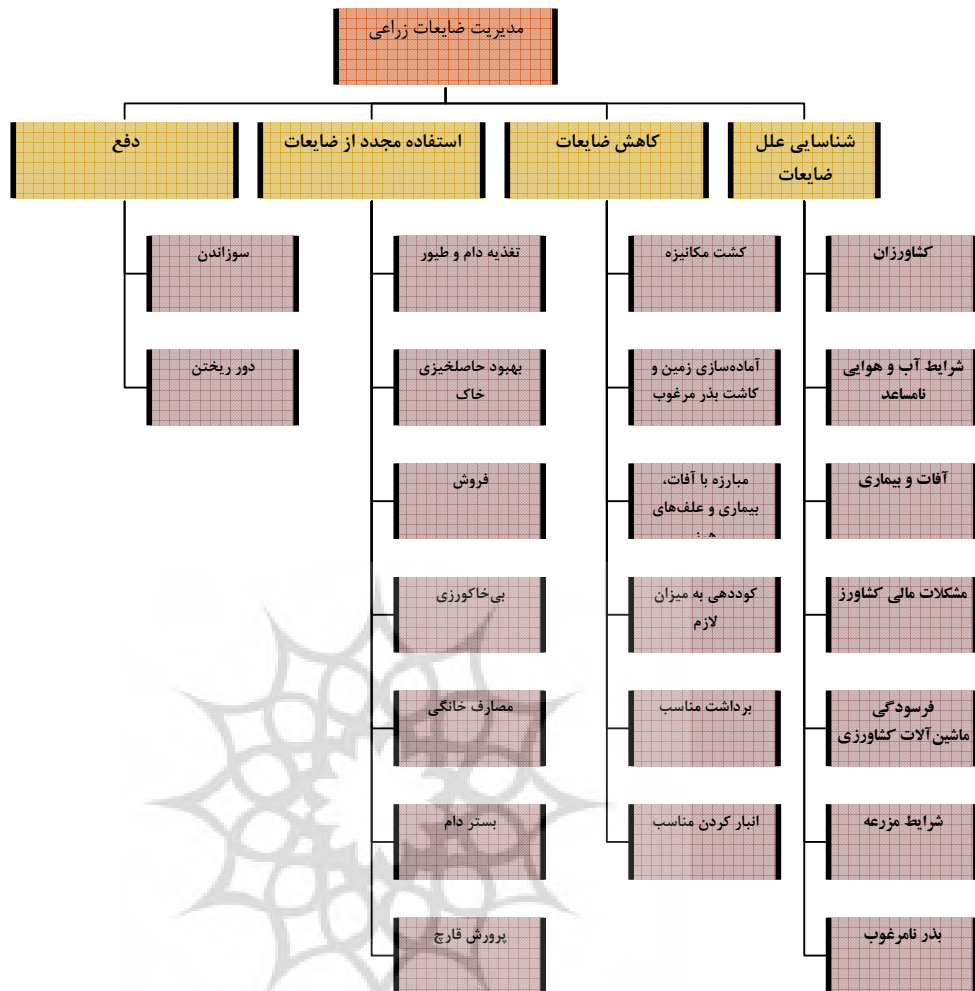 مدیریت ضایعات زراعی
شناسایی علل
ضایعات
کشاورزان
شرایط آب و هوایی
نامساعد
آفات و بیماری
مشکلات مالی کشاورز
فرسودگی
ماشین‌آلات کشاورزی
شرایط مزرعه
بذر نامرغوب
کاهش ضایعات
کشت مکانیزه
آماده‌سازی زمین و
کاشت بذر مرغوب
مبارزه با آفات،
بیماری و علف‌های
کوددهی به میزان
لازم
برداشت مناسب
انبار کردن مناسب
استفاده مجدد از ضایعات
تغذیه دام و طیور
بهبود حاصلخیزی
خاک
فروش
بی‌خاکورزی
مصارف خانگی
بستر دام
پرورش قارچ
دفع
سوزاندن
دور ریختن